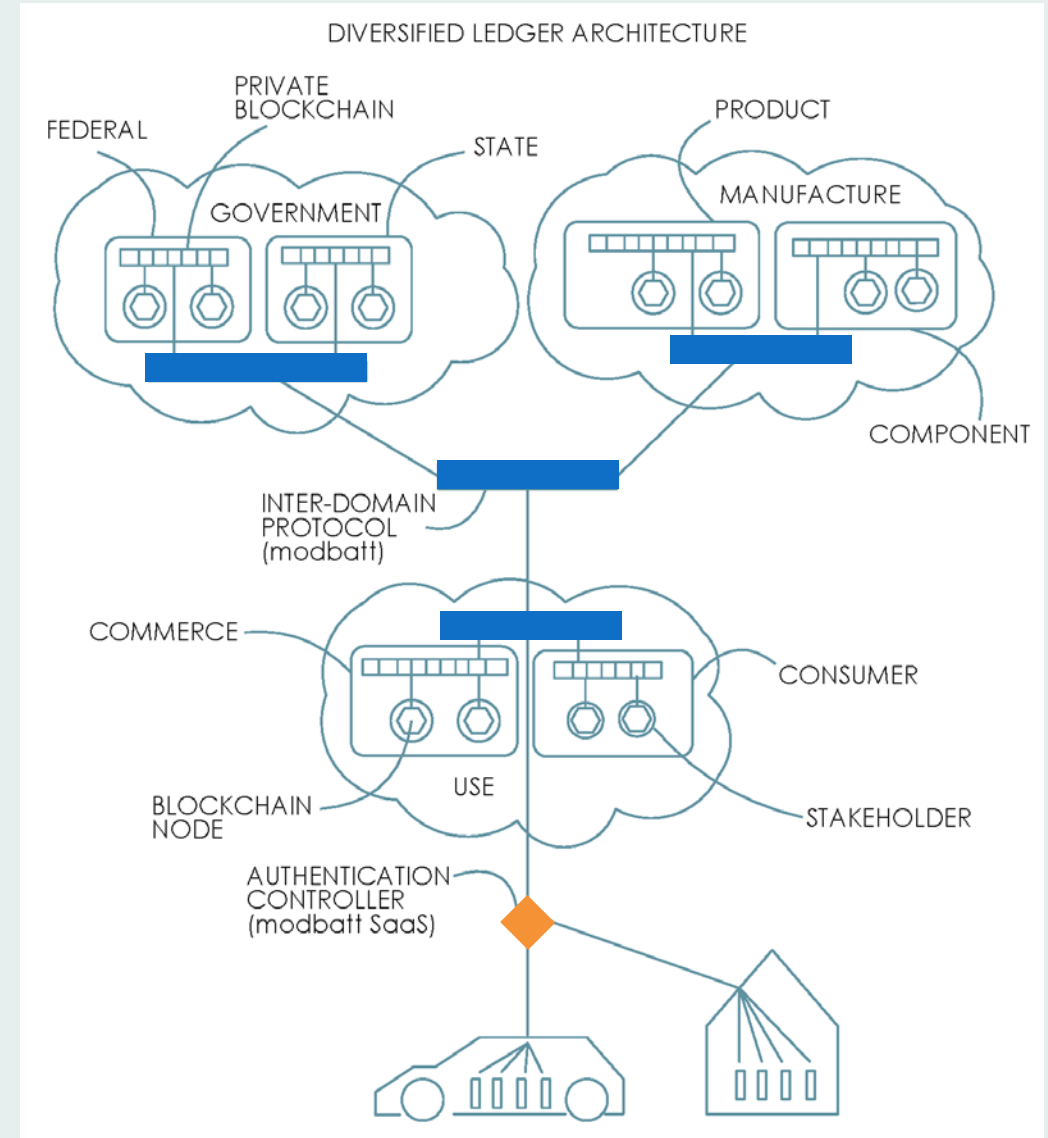 DIVERSIFIED LEDGER ARCHITECTURE
PRIVATE
BLOCKCHAIN
FEDERAL
STATE
GOVERNMENT
PRODUCT
MANUFACTURE
COMPONENT
INTER-DOMAIN
PROTOCOL
(modbatt)
COMMERCE
CONSUMER
USE
BLOCKCHAIN
NODE
STAKEHOLDER
AUTHENTICATION
CONTROLLER
(modbatt SaaS)